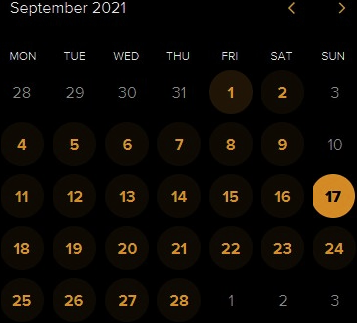 September 2021
MON TUE WED THU FRI SAT SUN
28 29 30 31 1 2 3
4 5 6 7 8 9 10
11 12 13 14 15 16 17
18 19 20 21 22 23 24
25 26 27 28 1 2 3